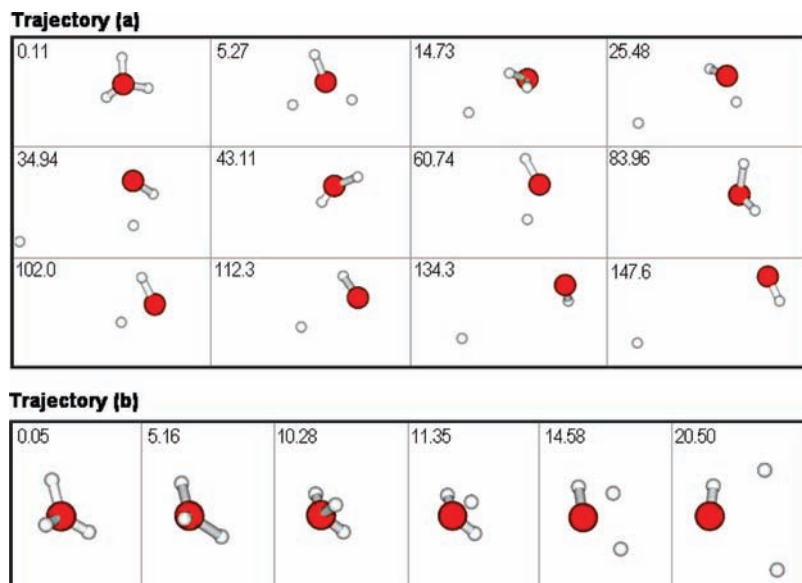 Trajectory (a)
0.11 5.27 14.73 25.48
34.94 43.11 60.74 83.96
102.0 112.3 134.3 147.6
Trajectory (b)
0.05 5.16 10.28 11.35 14.58 20.50